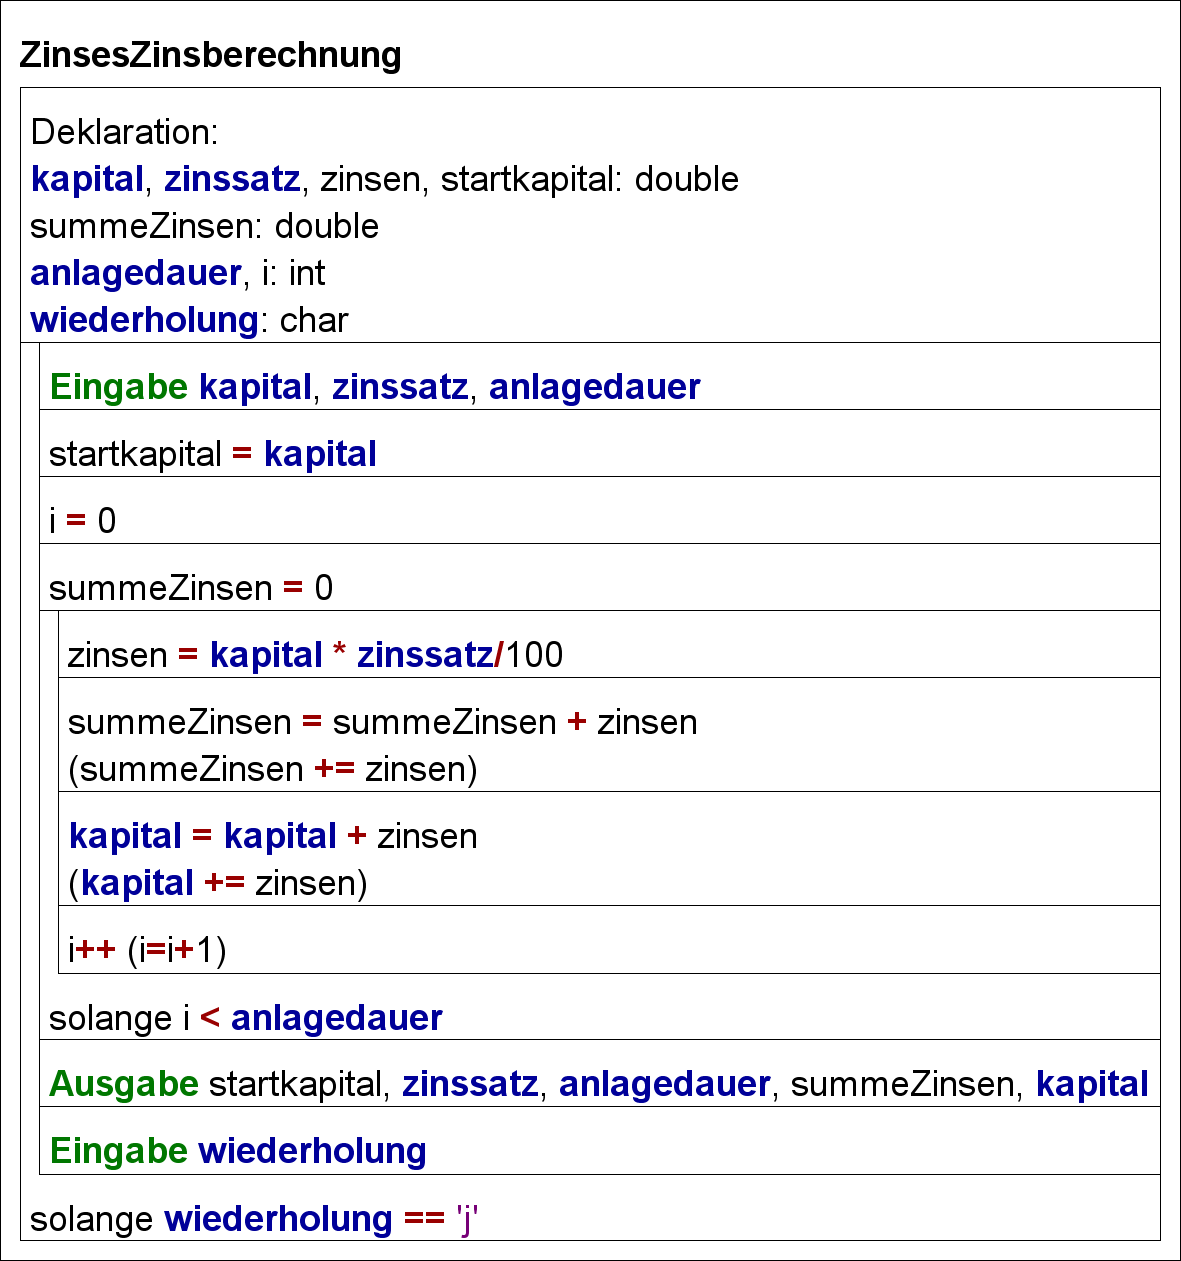 ZinsesZinsberechnung
Deklaration:
kapital, zinssatz, zinsen, startkapital: double
summeZinsen: double
anlagedauer, i: int
wiederholung: char
Eingabe kapital, zinssatz, anlagedauer
startkapital = kapital
i = 0
summeZinsen = 0
zinsen = kapital * zinssatz/100
summeZinsen = summeZinsen + zinsen
(summeZinsen += zinsen)
kapital = kapital + zinsen
(kapital += zinsen)
i++ (i=i+1)
solange i < anlagedauer
Ausgabe startkapital, zinssatz, anlagedauer, summeZinsen, kapital
Eingabe wiederholung
solange wiederholung == 'j'